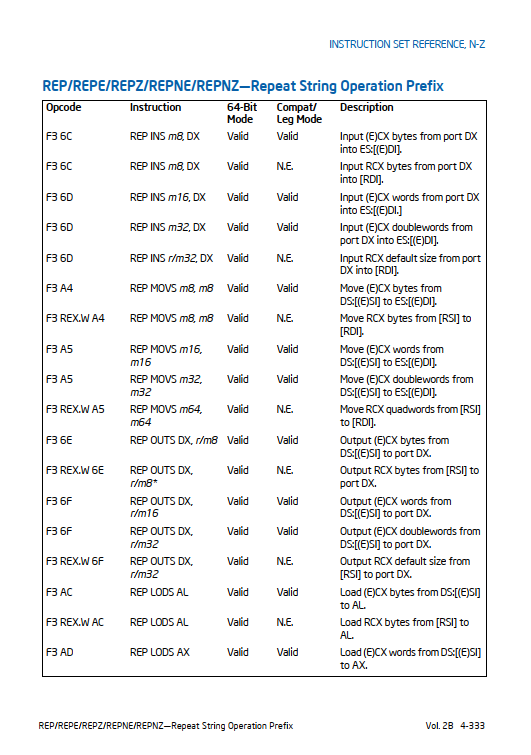 INSTRUCTION SET REFERENCE, N-Z
REP/REPE/REPZ/REPNE/REPNZ—Repeat String Operation Prefix
Opcode Instruction 64-Bit Mode Compat/ Leg Mode Description
F3 6C REP INS m8, DX Valid Valid Input (E)CX bytes from port DX
into ES:[(E)DI].
F3 6C REP INS m8, DX Valid N.E. Input RCX bytes from port DX
into [RDI].
F3 6D REP INS m16, DX Valid Valid Input (E)CX words from port DX
into ES:[(E)DI.]
F3 6D REP INS m32, DX Valid Valid Input (E)CX doublewords from
port DX into ES:[(E)DI].
F3 6D REP INS r/m32, DX Valid N.E. Input RCX default size from port
DX into [RDI].
F3 A4 REP MOVS m8, m8 Valid Valid Move (E)CX bytes from
DS:[(E)SI] to ES:[(E)DI].
F3 REX.W A4 REP MOVS m8, m8 Valid N.E. Move RCX bytes from [RSI] to
[RDI].
F3 A5 REP MOVS m16, Valid Valid Move (E)CX words from
m16 DS:[(E)SI] to ES:[(E)DI].
F3 A5 REP MOVS m32, Valid Valid Move (E)CX doublewords from
m32 DS:[(E)SI] to ES:[(E)DI].
F3 REX.W A5 REP MOVS m64, Valid N.E. Move RCX quadwords from [RSI]
m64 to [RDI].
F3 6E REP OUTS DX, r/m8 Valid Valid Output (E)CX bytes from
DS:[(E)SI] to port DX.
F3 REX.W 6E REP OUTS DX, Valid N.E. Output RCX bytes from [RSI] to
r/m8* port DX.
F3 6F REP OUTS DX, Valid Valid Output (E)CX words from
r/m16 DS:[(E)SI] to port DX.
F3 6F REP OUTS DX, Valid Valid Output (E)CX doublewords from
r/m32 DS:[(E)SI] to port DX.
F3 REX.W 6F REP OUTS DX, Valid N.E. Output RCX default size from
r/m32 [RSI] to port DX.
F3 AC REP LODS AL Valid Valid Load (E)CX bytes from DS:[(E)SI]
to AL.
F3 REX.W AC REP LODS AL Valid N.E. Load RCX bytes from [RSI] to
AL.
F3 AD REP LODS AX Valid Valid Load (E)CX words from DS:[(E)SI]
to AX.
REP/REPE/REPZ/REPNE/REPNZ—Repeat String Operation Prefix Vol. 2B 4-333